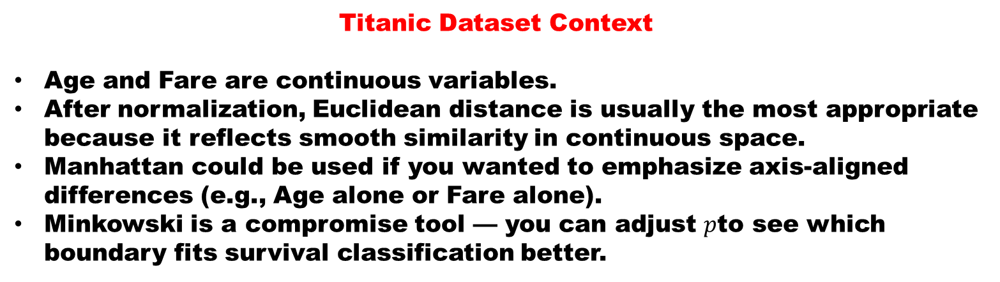 Titanic Dataset Context
• Age and Fare are continuous variables.
• After normalization, Euclidean distance is usually the most appropriate
because it reflects smooth similarity in continuous space.
• Manhattan could be used if you wanted to emphasize axis-aligned
differences (e.g., Age alone or Fare alone).
• Minkowski is a compromise tool — you can adjust 𝑝to see which
boundary fits survival classification better.